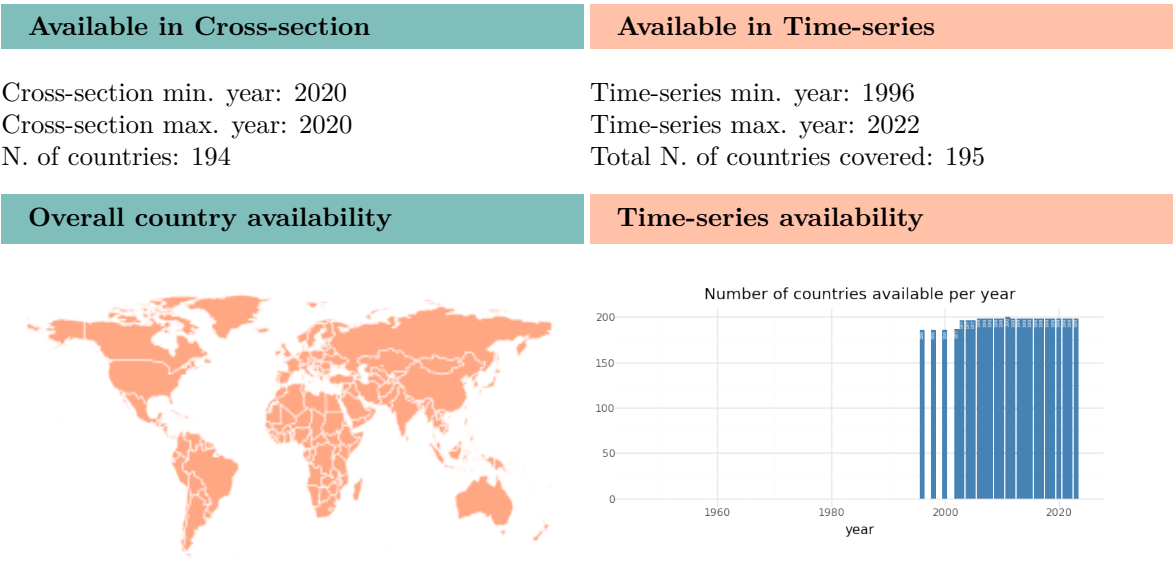 Available in Cross-section
Cross-section min. year: 2020
Cross-section max. year: 2020
N. of countries: 194
Available in Time-series
Time-series min. year: 1996
Time-series max. year: 2022
Total N. of countries covered: 195
Overall country availability
Time-series availability
Number of countries available per year
200
150
100
50
0
1960
1980
2000
2020
year